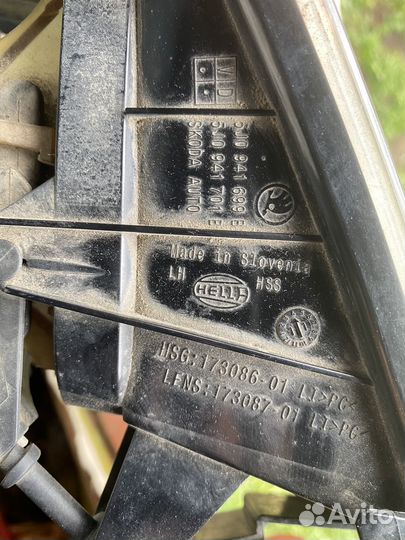 5J0 941 699 E
5J0 941 701 E
ŠKODA AUTO
Made in Slovenia
LH HELLA HSS
HSG:173086-01 LI>PC<
LENS:173087-01 LI>PC<
Avito